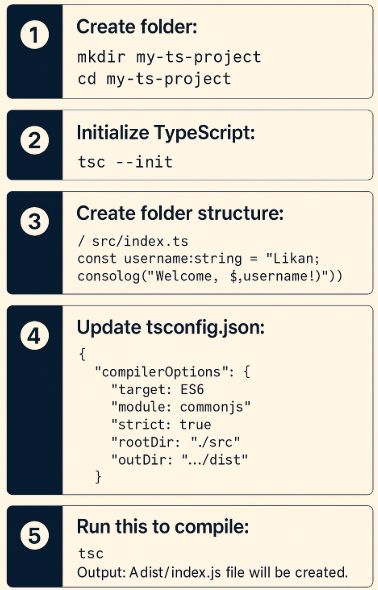 1
Create folder:
mkdir my-ts-project
cd my-ts-project
2
Initialize TypeScript:
tsc --init
3
Create folder structure:
/ src/index.ts
const username:string = "Likan;
consolog("Welcome, $,username!)"))
4
Update tsconfig.json:
{
"compilerOptions": {
"target: ES6
"module: commonjs"
"strict: true
"rootDir: "./src"
"outDir: ".../dist"
}
5
Run this to compile:
tsc
Output: Adist/index.js file will be created.